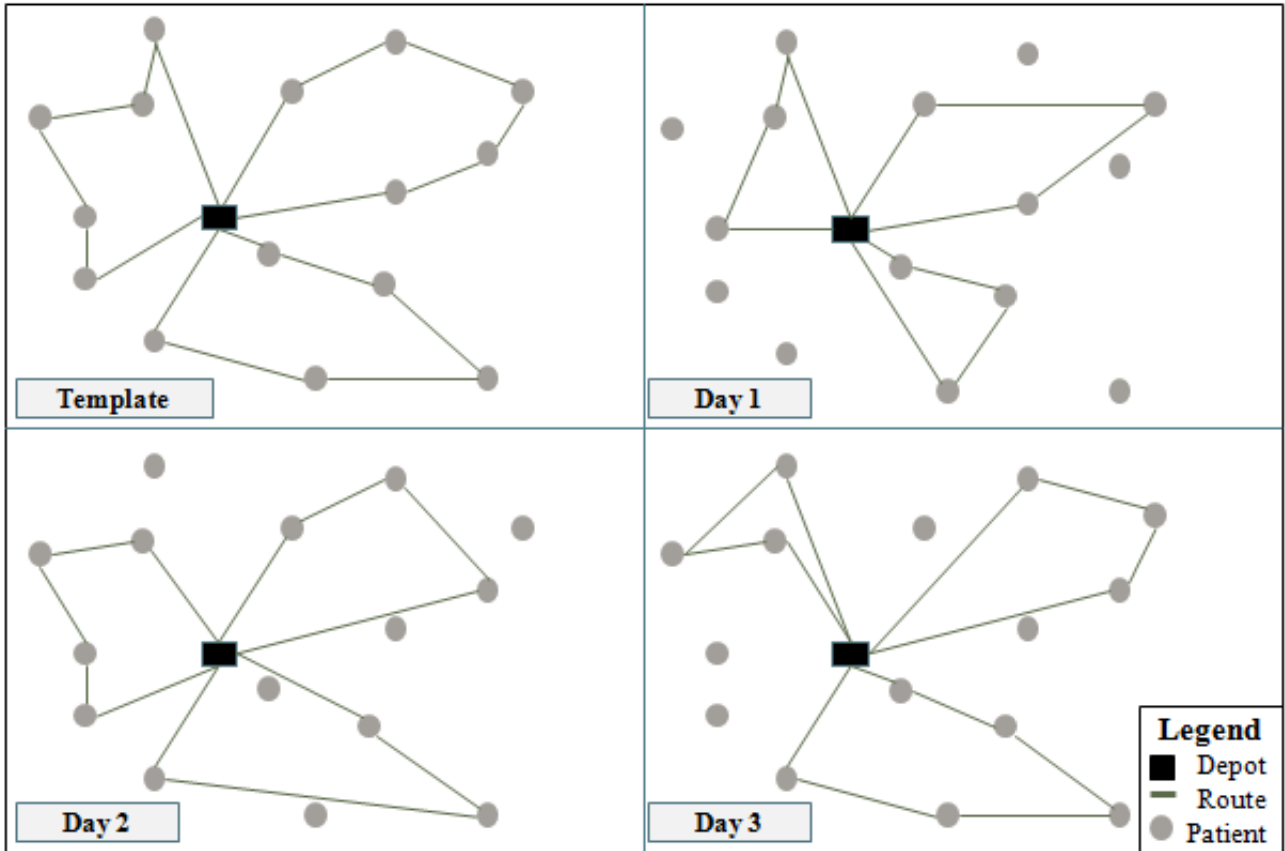 Template
Day 1
Day 2
Day 3
Legend
Depot
Route
Patient